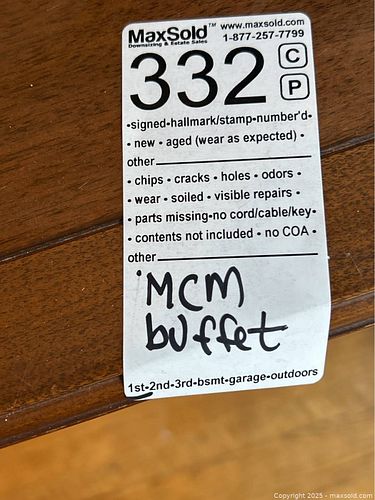 MaxSold™ www.maxsold.com
Downsizing & Estate Sales 1-877-257-7799
332 C
P
•signed-hallmark/stamp-number'd•
• new • aged (wear as expected) •
other
• chips • cracks • holes • odors •
• wear • soiled • visible repairs •
• parts missing-no cord/cable/key•
• contents not included • no COA •
other
MCM
buffet
1st-2nd-3rd-bsmt-garage-outdoors
Copyright 2025 - maxsold.com